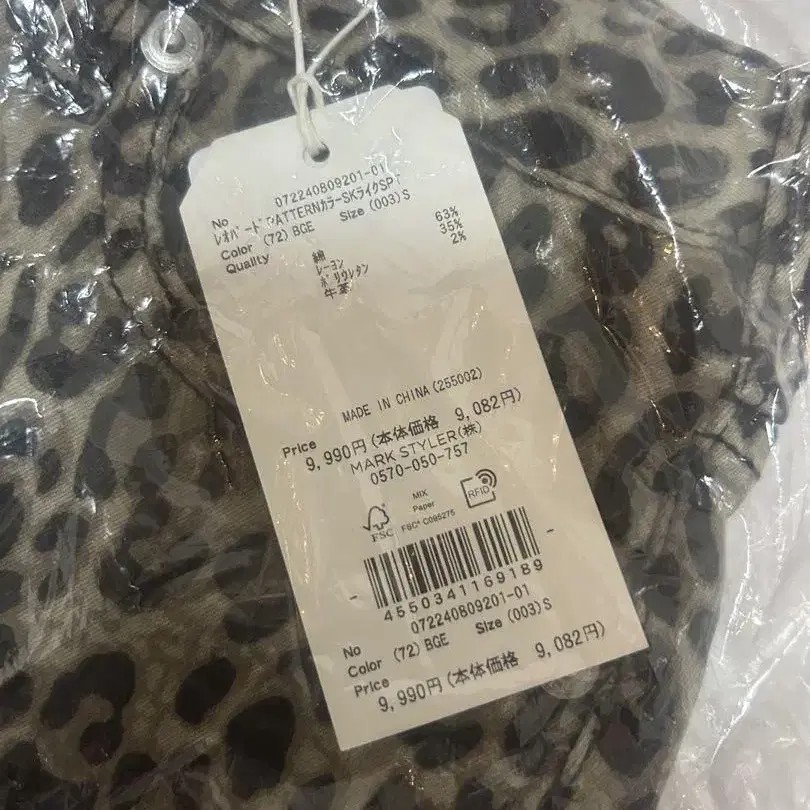 No 072240809201-01
レオパードPATTERNカラーSKライクSPT
Color (72) BGE Size (003) S
Quality 綿 63%
レーヨン 35%
ポリウレタン 2%
牛革
MADE IN CHINA (255002)
Price 9,990円(本体価格 9,082円)
MARK STYLER(株)
0570-050-757
MIX
Paper
FSC® C095275
FSC
RFID
4550341169189
No 072240809201-01
Color (72) BGE Size (003) S
Price 9,990円(本体価格 9,082円)